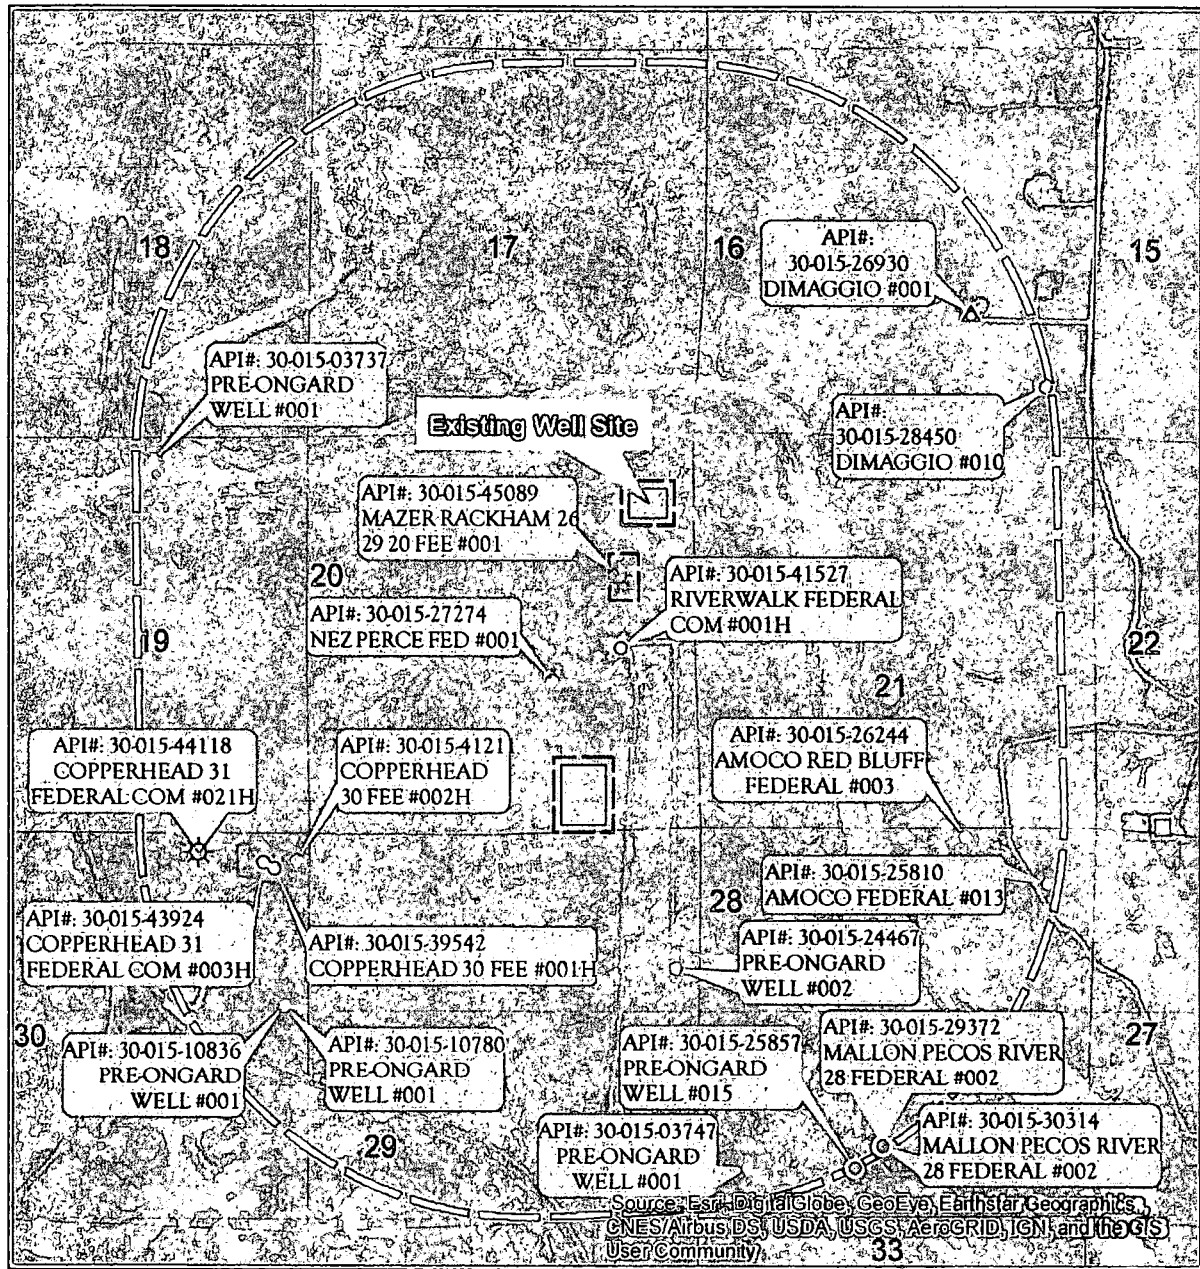 18
17
16
15
API#:
30-015-26930
DIMAGGIO #001
API#: 30-015-03737
PRE-ONGARD
WELL #001
Existing Well Site
API#:
30-015-28450
DIMAGGIO #010
API#: 30-015-45089
MAZER RACKHAM 26
29 20 FEE #001
20
API#: 30-015-41527
RIVERWALK FEDERAL
COM #001H
API#: 30-015-27274
NEZ PERCE FED #001
19
22
21
API#: 30-015-44118
COPPERHEAD 31
FEDERAL COM #021H
API#: 30-015-4121
COPPERHEAD
30 FEE #002H
API#: 30-015-26244
AMOCO RED BLUFF
FEDERAL #003
API#: 30-015-25810
AMOCO FEDERAL #013
28
API#: 30-015-43924
COPPERHEAD 31
FEDERAL COM #003H
API#: 30-015-39542
COPPERHEAD 30 FEE #001H
API#: 30-015-24467
PRE-ONGARD
WELL #002
30
API#: 30-015-10836
PRE-ONGARD
WELL #001
API#: 30-015-10780
PRE-ONGARD
WELL #001
API#: 30-015-25857
PRE-ONGARD
WELL #015
API#: 30-015-29372
MALLON PECOS RIVER
28 FEDERAL #002
27
29
API#: 30-015-03747
PRE-ONGARD
WELL #001
API#: 30-015-30314
MALLON PECOS RIVER
28 FEDERAL #002
Source: Esri, DigitalGlobe, GeoEye, Earthstar Geographics,
CNES/Airbus DS, USDA, USGS, AeroGRID, IGN, and the GIS
User Community
33